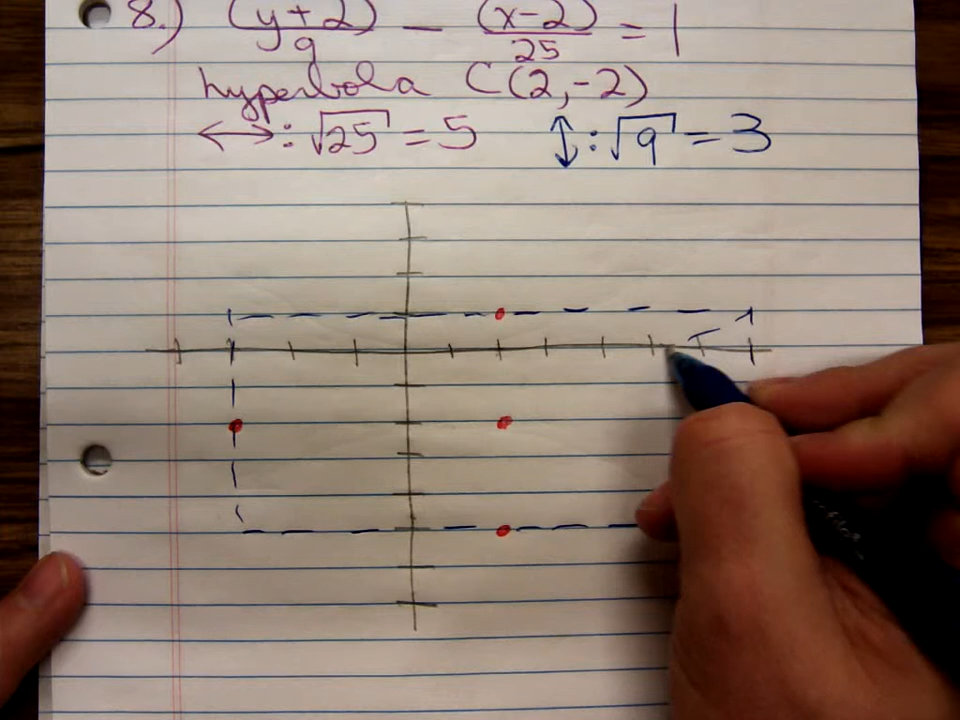 8.) (y+2)/9 - (x-2)/25 = 1
hyperbola C(2,-2)
↔: √25 = 5 ↕: √9 = 3